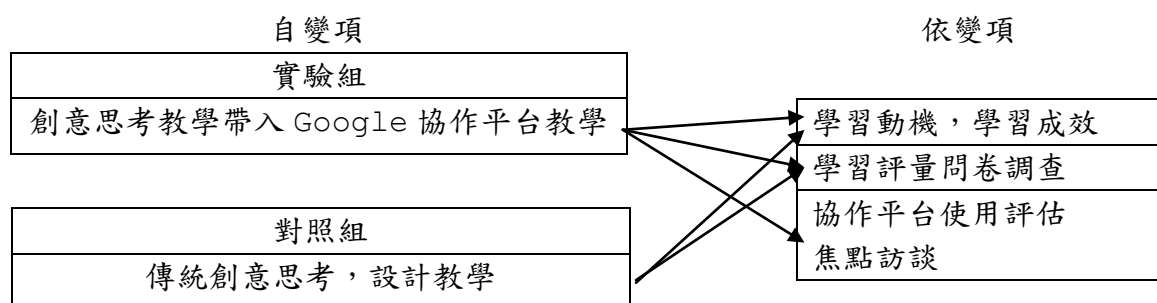 自變項
依變項
實驗組
創意思考教學帶入 Google 協作平台教學
學習動機，學習成效
學習評量問卷調查
協作平台使用評估
焦點訪談
對照組
傳統創意思考，設計教學